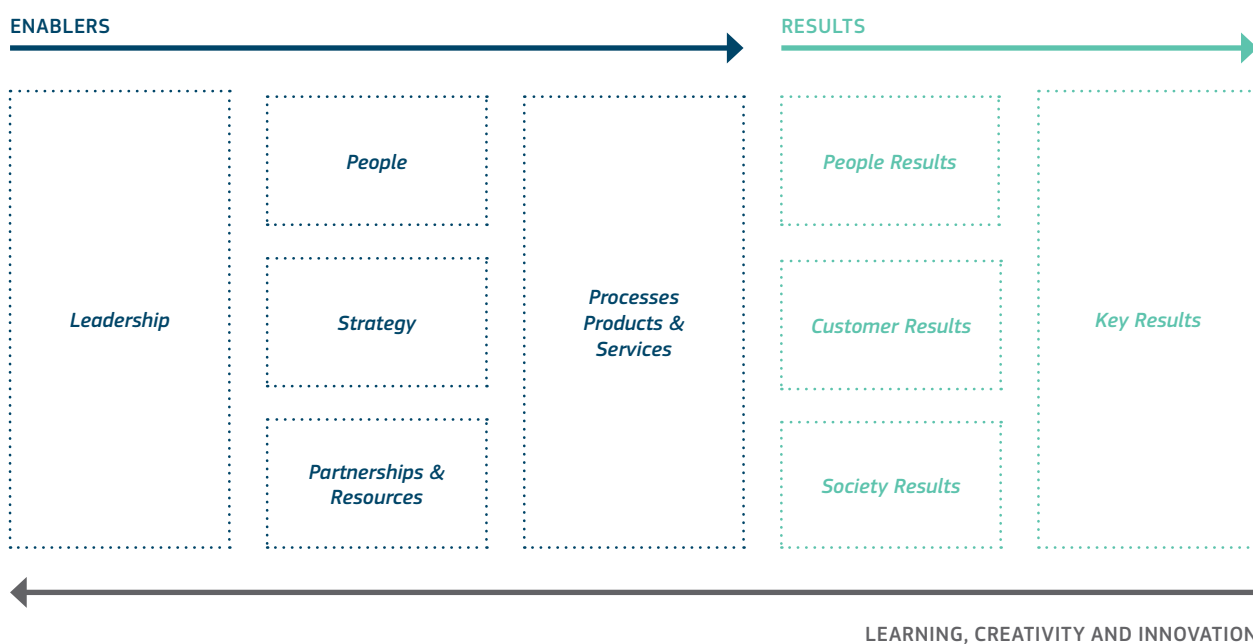 ENABLERS
RESULTS
Leadership
People
Strategy
Partnerships &
Resources
Processes
Products &
Services
People Results
Customer Results
Society Results
Key Results
LEARNING, CREATIVITY AND INNOVATION